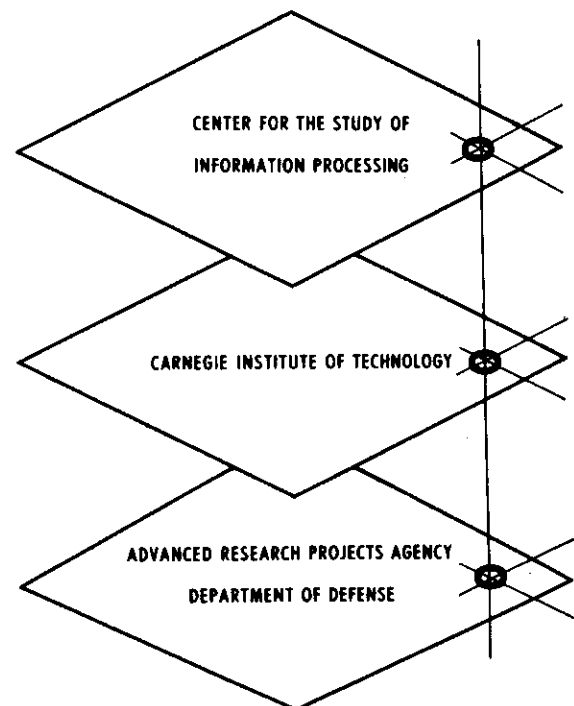 CENTER FOR THE STUDY OF
INFORMATION PROCESSING
CARNEGIE INSTITUTE OF TECHNOLOGY
ADVANCED RESEARCH PROJECTS AGENCY
DEPARTMENT OF DEFENSE